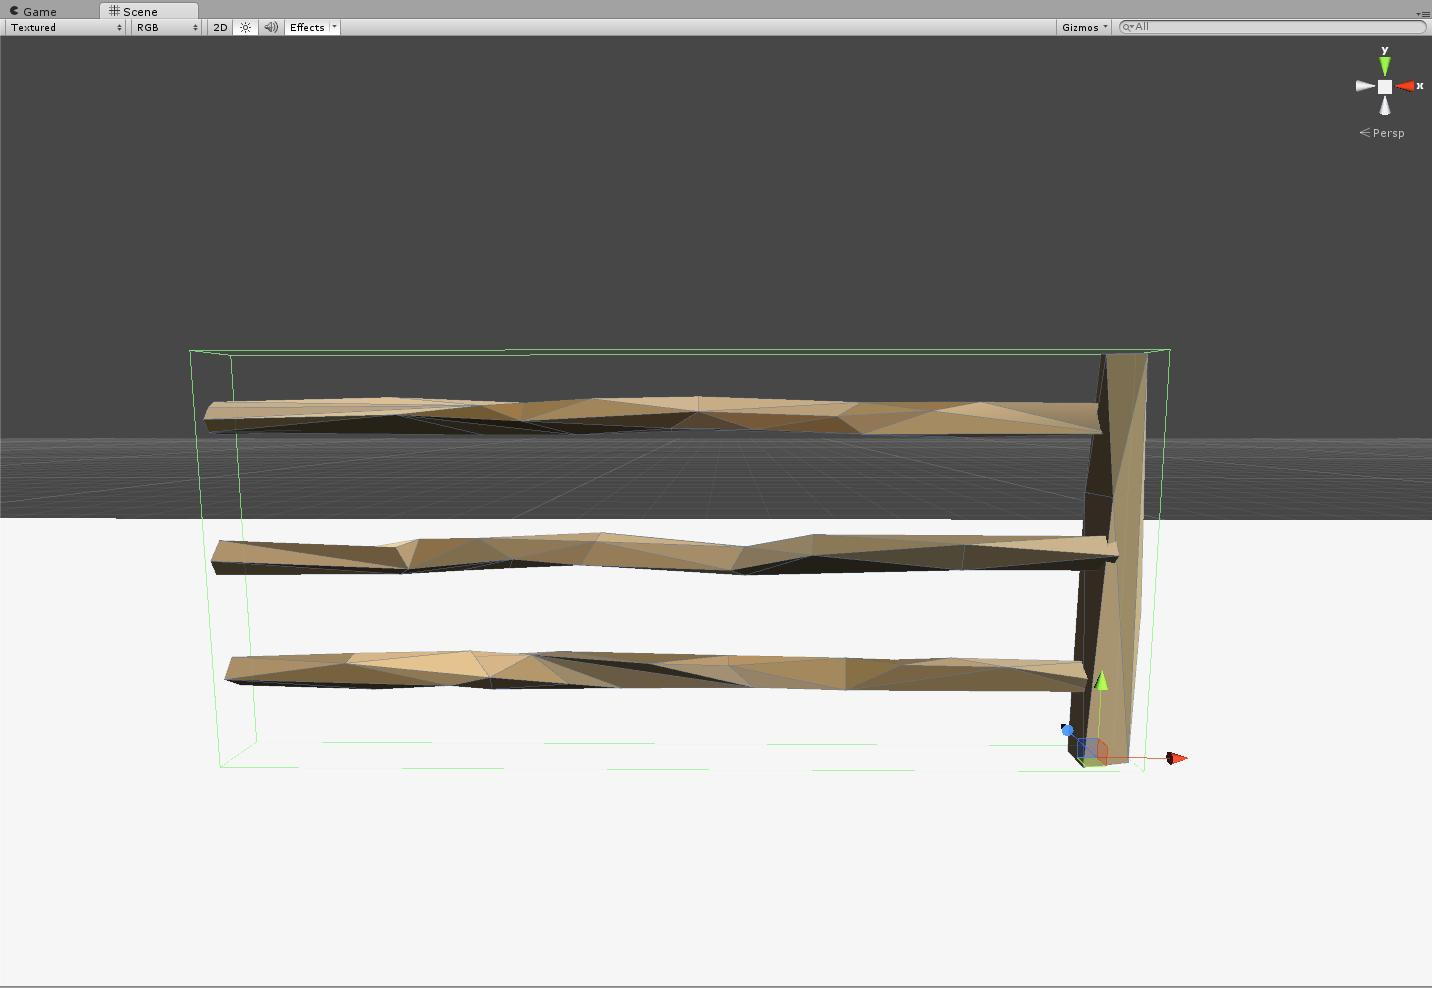 Game Scene
Textured RGB 2D Effects Gizmos All
y
x
Persp